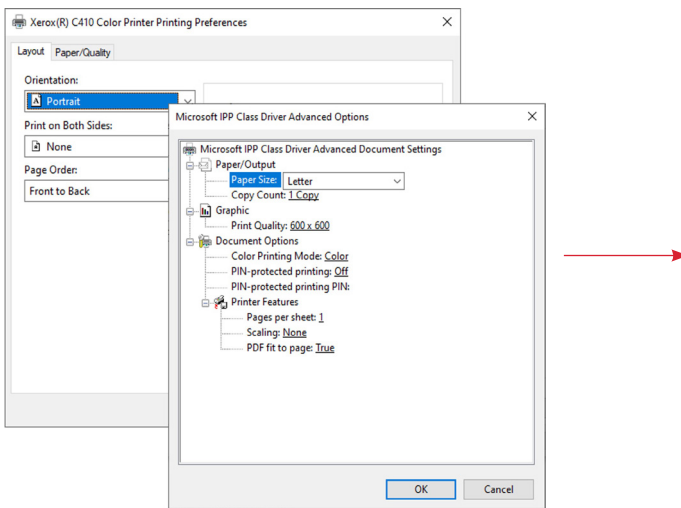 Xerox(R) C410 Color Printer Printing Preferences
Layout
Paper/Quality
Orientation:
A Portrait
Print on Both Sides:
None
Page Order:
Front to Back
Microsoft IPP Class Driver Advanced Options
Microsoft IPP Class Driver Advanced Document Settings
Paper/Output
Paper Size: Letter
Copy Count: 1 Copy
Graphic
Print Quality: 600 x 600
Document Options
Color Printing Mode: Color
PIN-protected printing: Off
PIN-protected printing PIN:
Printer Features
Pages per sheet: 1
Scaling: None
PDF fit to page: True
OK
Cancel